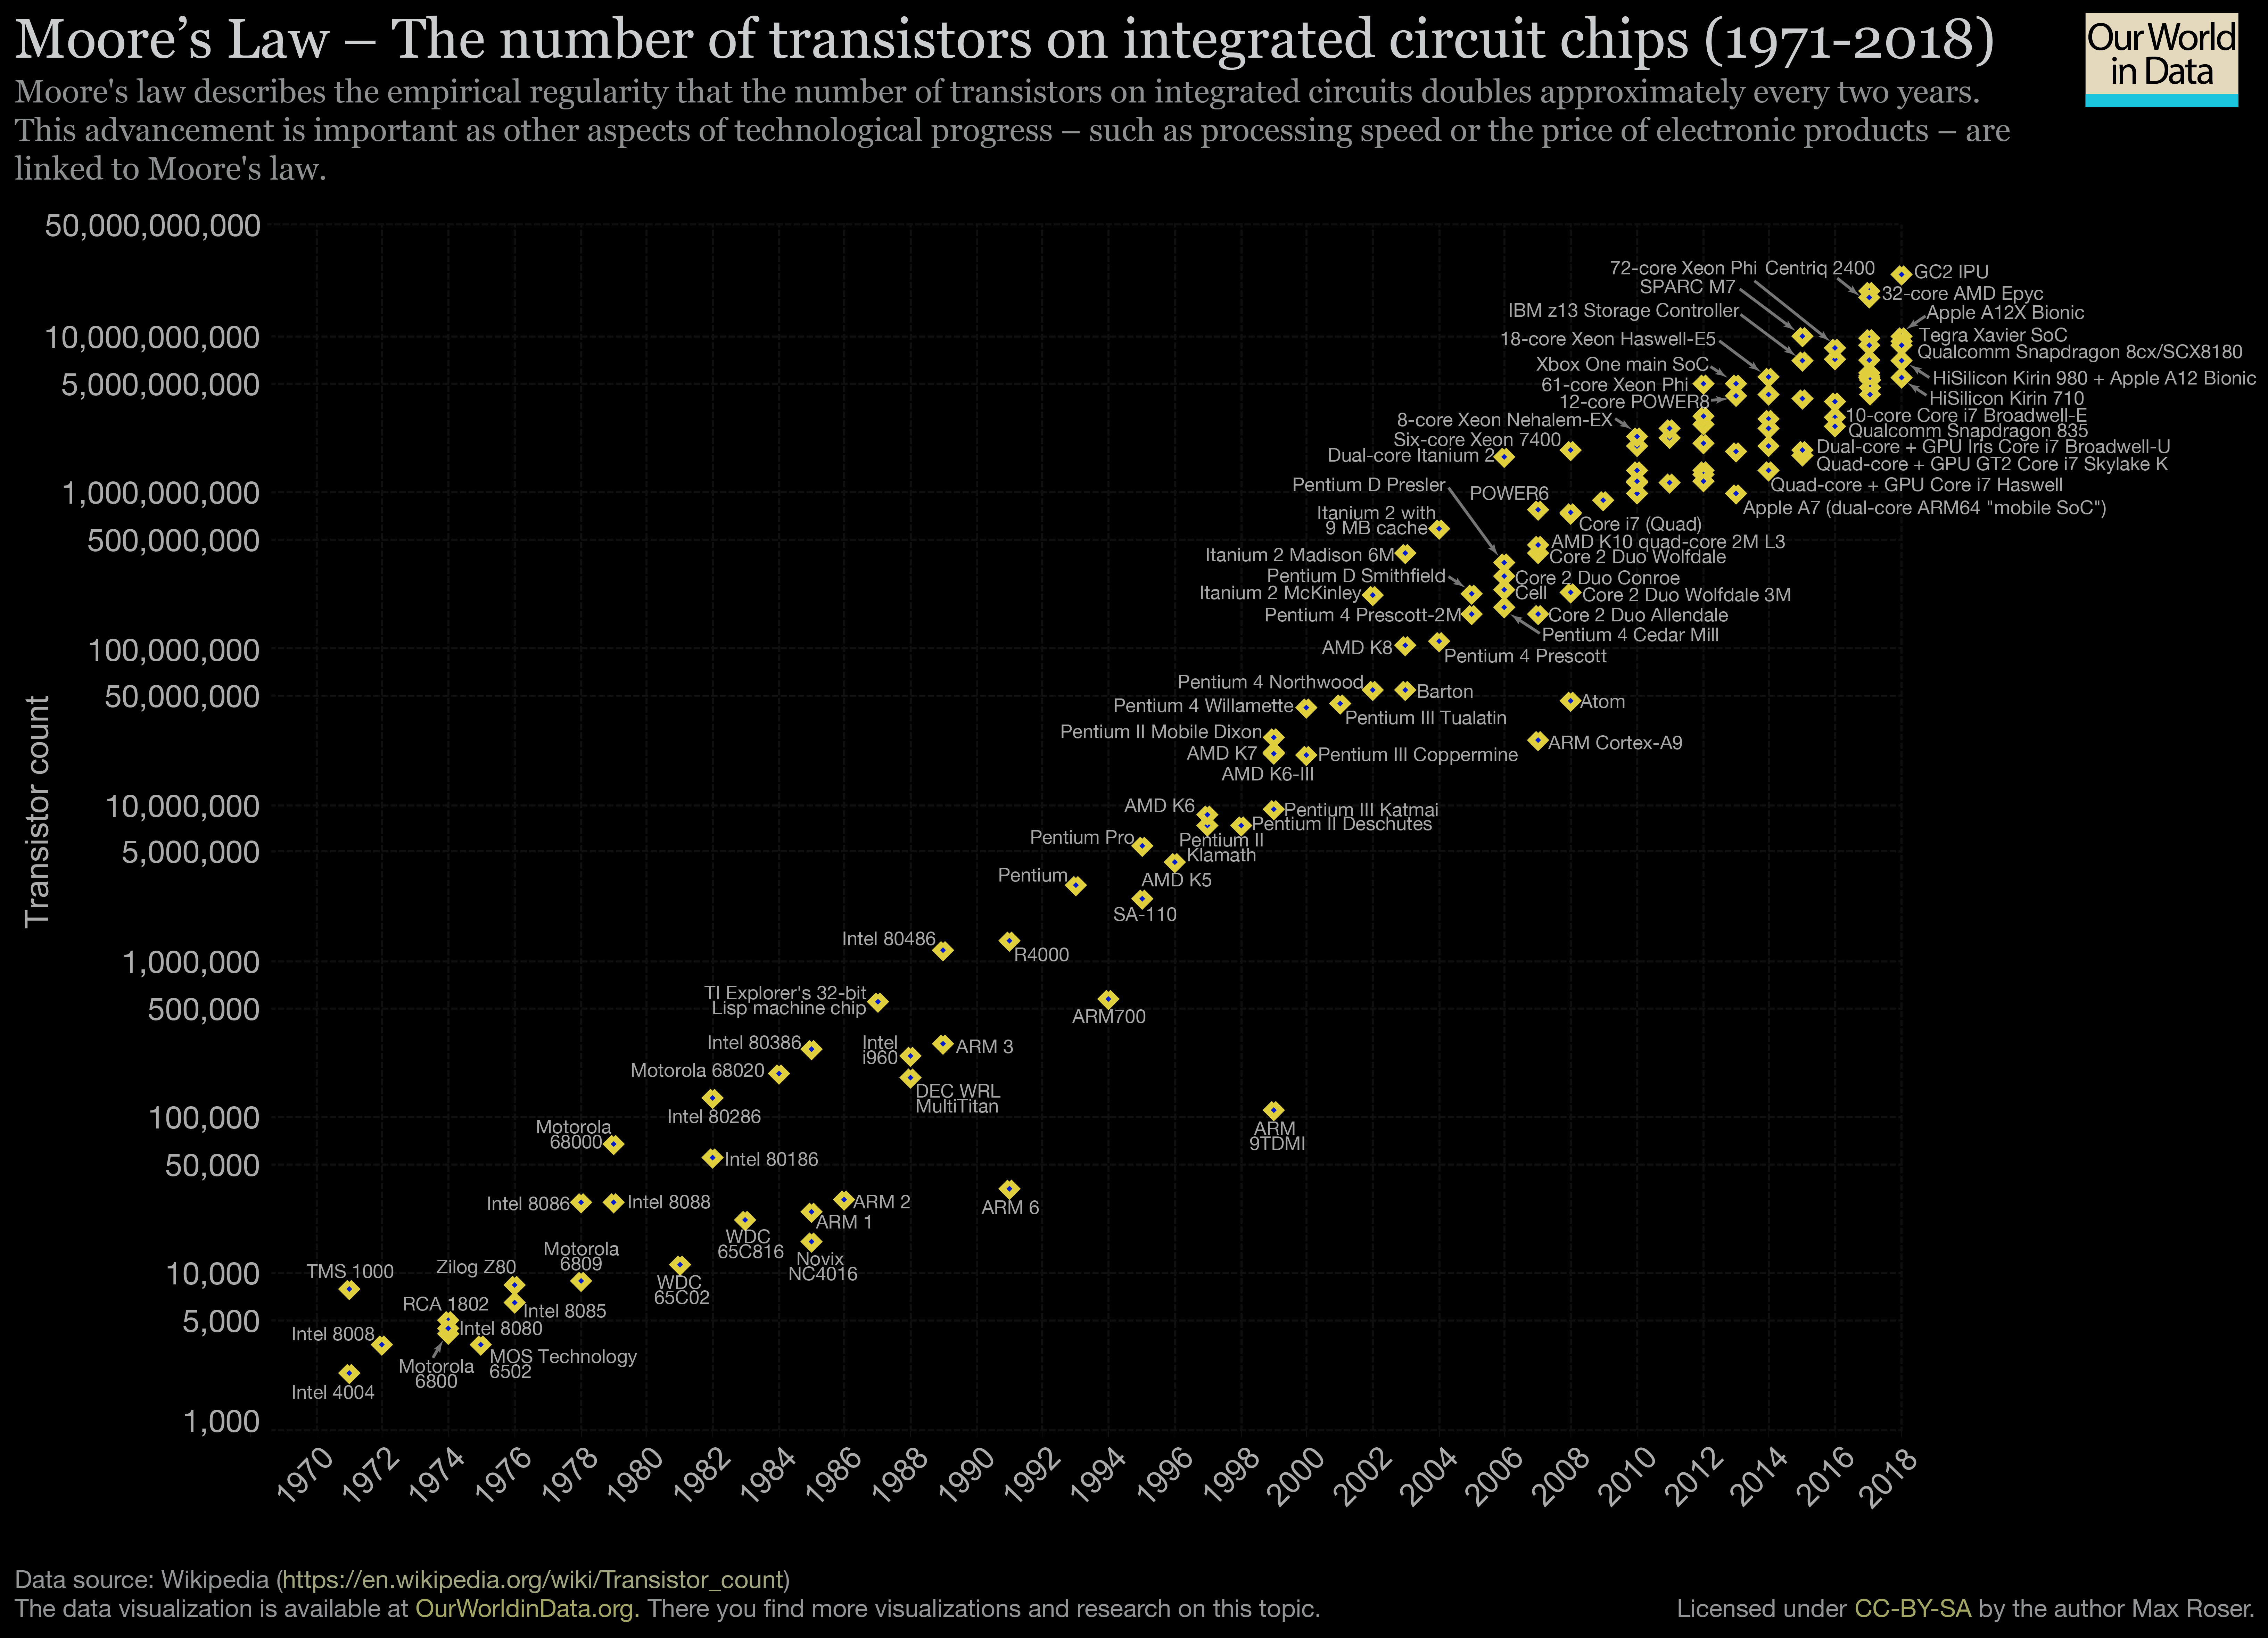 Moore’s Law – The number of transistors on integrated circuit chips (1971-2018)
Our World
in Data
Moore's law describes the empirical regularity that the number of transistors on integrated circuits doubles approximately every two years.
This advancement is important as other aspects of technological progress – such as processing speed or the price of electronic products – are
linked to Moore's law.
Transistor count
50,000,000,000
10,000,000,000
5,000,000,000
1,000,000,000
500,000,000
100,000,000
50,000,000
10,000,000
5,000,000
1,000,000
500,000
100,000
50,000
10,000
5,000
1,000
72-core Xeon Phi
Centriq 2400
GC2 IPU
SPARC M7
32-core AMD Epyc
IBM z13 Storage Controller
Apple A12X Bionic
18-core Xeon Haswell-E5
Tegra Xavier SoC
Qualcomm Snapdragon 8cx/SCX8180
Xbox One main SoC
HiSilicon Kirin 980 + Apple A12 Bionic
61-core Xeon Phi
HiSilicon Kirin 710
12-core POWER8
10-core Core i7 Broadwell-E
8-core Xeon Nehalem-EX
Qualcomm Snapdragon 835
Six-core Xeon 7400
Dual-core + GPU Iris Core i7 Broadwell-U
Dual-core Itanium 2
Quad-core + GPU GT2 Core i7 Skylake K
Pentium D Presler
Quad-core + GPU Core i7 Haswell
POWER6
Apple A7 (dual-core ARM64 "mobile SoC")
Itanium 2 with
9 MB cache
Core i7 (Quad)
AMD K10 quad-core 2M L3
Itanium 2 Madison 6M
Core 2 Duo Wolfdale
Pentium D Smithfield
Core 2 Duo Conroe
Itanium 2 McKinley
Cell
Core 2 Duo Wolfdale 3M
Pentium 4 Prescott-2M
Core 2 Duo Allendale
Pentium 4 Cedar Mill
AMD K8
Pentium 4 Prescott
Pentium 4 Northwood
Barton
Atom
Pentium 4 Willamette
Pentium III Tualatin
Pentium II Mobile Dixon
ARM Cortex-A9
AMD K7
Pentium III Coppermine
AMD K6-III
AMD K6
Pentium III Katmai
Pentium II Deschutes
Pentium Pro
Pentium II
Klamath
Pentium
AMD K5
SA-110
Intel 80486
R4000
TI Explorer's 32-bit
Lisp machine chip
ARM700
Intel 80386
Intel
i960
ARM 3
Motorola 68020
DEC WRL
MultiTitan
Intel 80286
Motorola
68000
ARM
9TDMI
Intel 80186
Intel 8086
Intel 8088
ARM 2
ARM 6
ARM 1
WDC
65C816
Motorola
6809
Novix
NC4016
Zilog Z80
TMS 1000
WDC
65C02
RCA 1802
Intel 8085
Intel 8008
Intel 8080
MOS Technology
6502
Motorola
6800
Intel 4004
1970
1972
1974
1976
1978
1980
1982
1984
1986
1988
1990
1992
1994
1996
1998
2000
2002
2004
2006
2008
2010
2012
2014
2016
2018
Data source: Wikipedia (https://en.wikipedia.org/wiki/Transistor_count)
The data visualization is available at OurWorldinData.org. There you find more visualizations and research on this topic.
Licensed under CC-BY-SA by the author Max Roser.